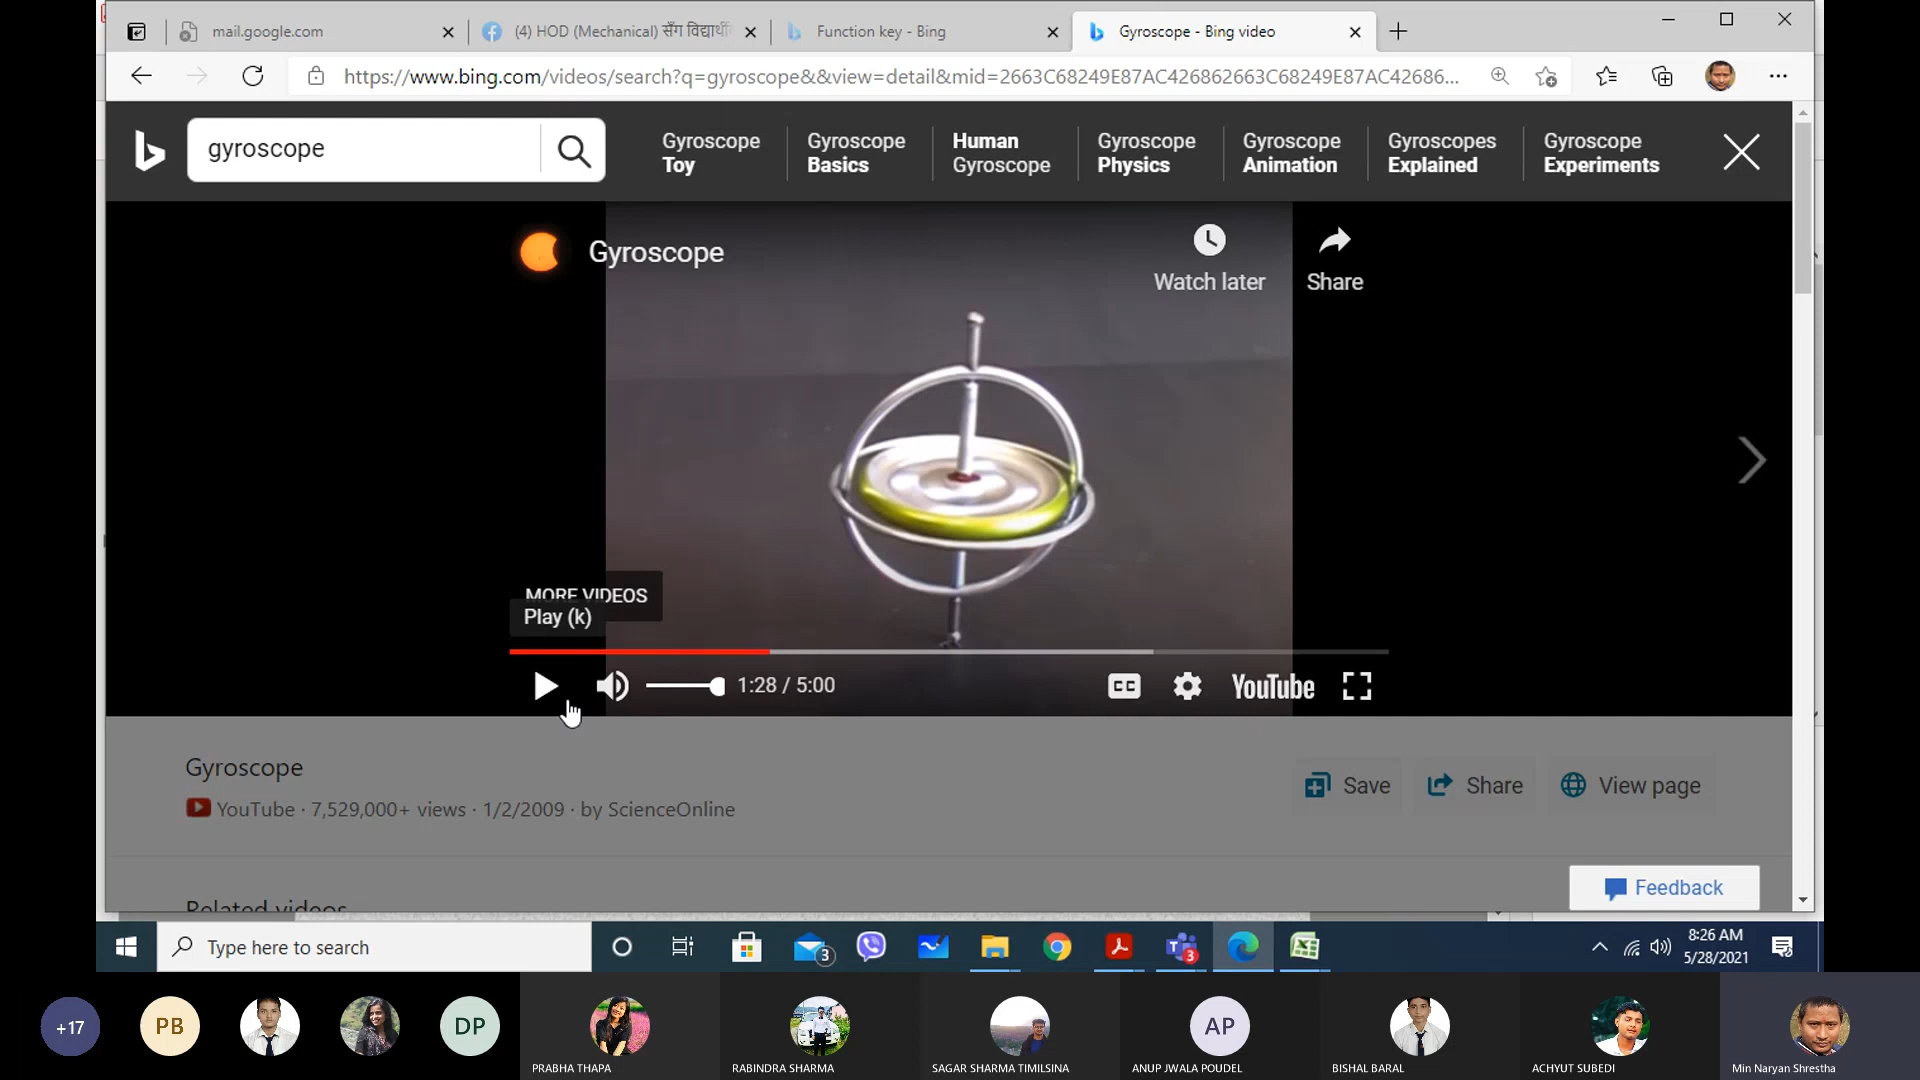 mail.google.com
(4) HOD (Mechanical) सँग विद्यार्थी
Function key - Bing
Gyroscope - Bing video
https://www.bing.com/videos/search?q=gyroscope&&view=detail&mid=2663C68249E87AC426862663C68249E87AC42686...
gyroscope
Gyroscope Toy
Gyroscope Basics
Human Gyroscope
Gyroscope Physics
Gyroscope Animation
Gyroscopes Explained
Gyroscope Experiments
Gyroscope
Watch later
Share
MORE VIDEOS
Play (k)
1:28 / 5:00
CC
YouTube
Gyroscope
YouTube · 7,529,000+ views · 1/2/2009 · by ScienceOnline
Save
Share
View page
Related videos
Feedback
Type here to search
3
3
8:26 AM
5/28/2021
+17
PB
DP
AP
PRABHA THAPA
RABINDRA SHARMA
SAGAR SHARMA TIMILSINA
ANUP JWALA POUDEL
BISHAL BARAL
ACHYUT SUBEDI
Min Naryan Shrestha